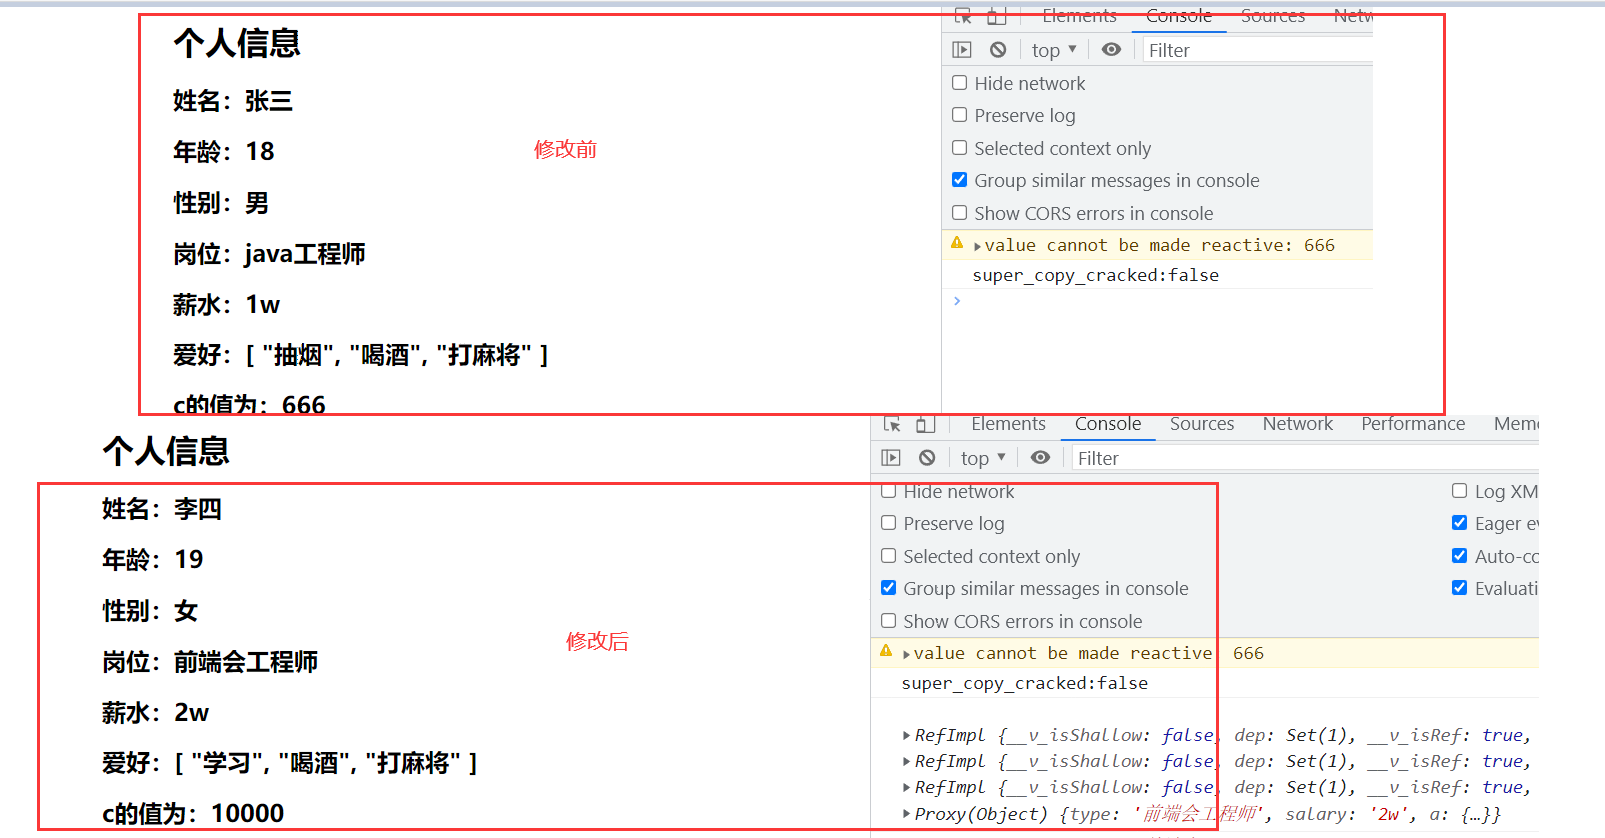 Elements Console Sources Netw
个人信息
top ▼ Filter
Hide network
姓名：张三
Preserve log
年龄：18
修改前
Selected context only
Group similar messages in console
性别：男
Show CORS errors in console
岗位：java工程师
value cannot be made reactive: 666
super_copy_cracked:false
薪水：1w
爱好：[ "抽烟", "喝酒", "打麻将" ]
c的值为：666
Elements Console Sources Network Performance Mem
个人信息
top ▼ Filter
Hide network Log XM
姓名：李四
Preserve log Eager ev
年龄：19
Selected context only Auto-co
Group similar messages in console Evaluati
性别：女
Show CORS errors in console
修改后
岗位：前端会工程师
value cannot be made reactive 666
super_copy_cracked:false
薪水：2w
RefImpl {__v_isShallow: false, dep: Set(1), __v_isRef: true,
爱好：[ "学习", "喝酒", "打麻将" ]
RefImpl {__v_isShallow: false, dep: Set(1), __v_isRef: true,
RefImpl {__v_isShallow: false, dep: Set(1), __v_isRef: true,
c的值为：10000
Proxy(Object) {type: '前端会工程师', salary: '2w', a: {…}}